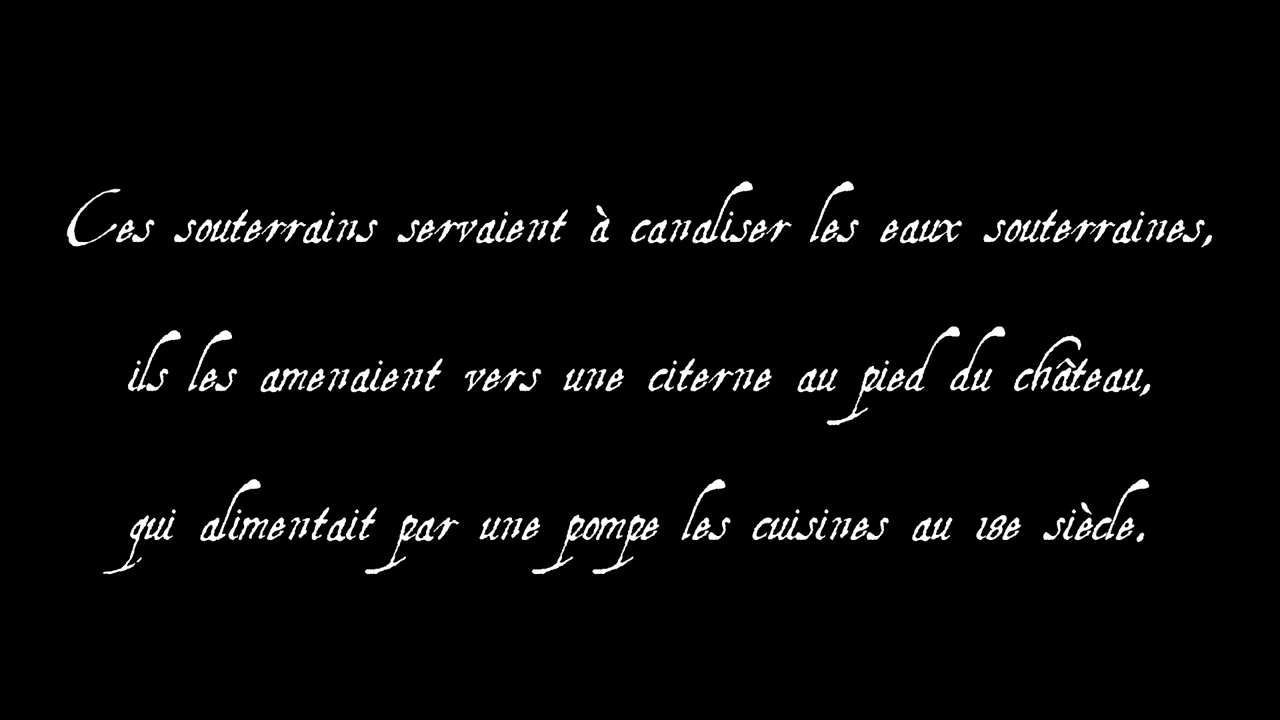 Ces souterrains servaient à canaliser les eaux souterraines,
ils les amenaient vers une citerne au pied du château,
qui alimentait par une pompe les cuisines au 18e siècle.